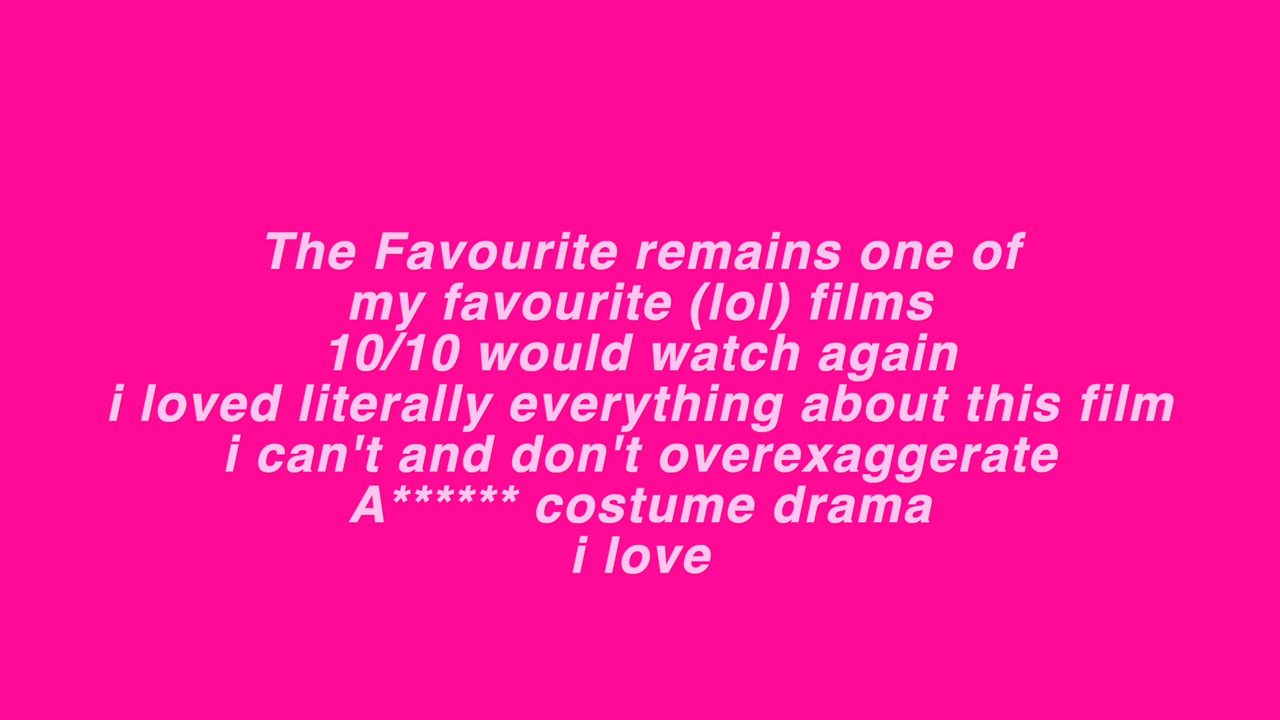 The Favourite remains one of
my favourite (lol) films
10/10 would watch again
i loved literally everything about this film
i can't and don't overexaggerate
A****** costume drama
i love